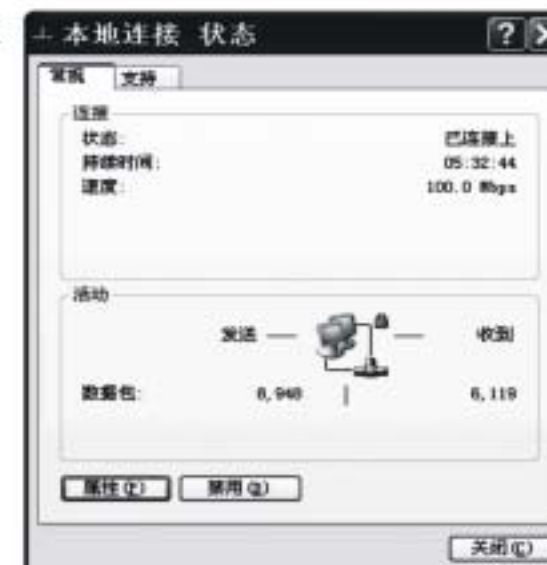 本地连接 状态
常规 支持
连接
状态: 已连接上
持续时间: 05:32:44
速度: 100.0 Mbps
活动
发送 — — 收到
数据包: 8,948 | 6,119
属性(P) 禁用(D)
关闭(C)